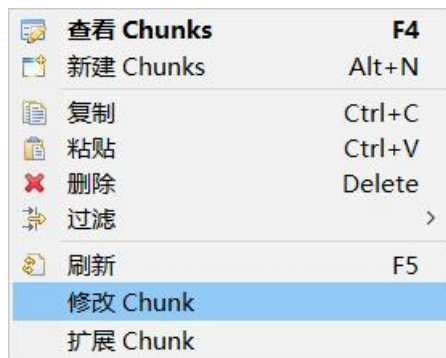 查看 Chunks F4
新建 Chunks Alt+N
复制 Ctrl+C
粘贴 Ctrl+V
删除 Delete
过滤
刷新 F5
修改 Chunk
扩展 Chunk